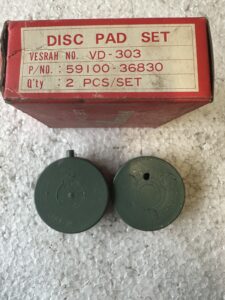 DISC PAD SET
VESRAH NO. VD-303
P/NO. : 59100-36830
Q'ty : 2 PCS/SET